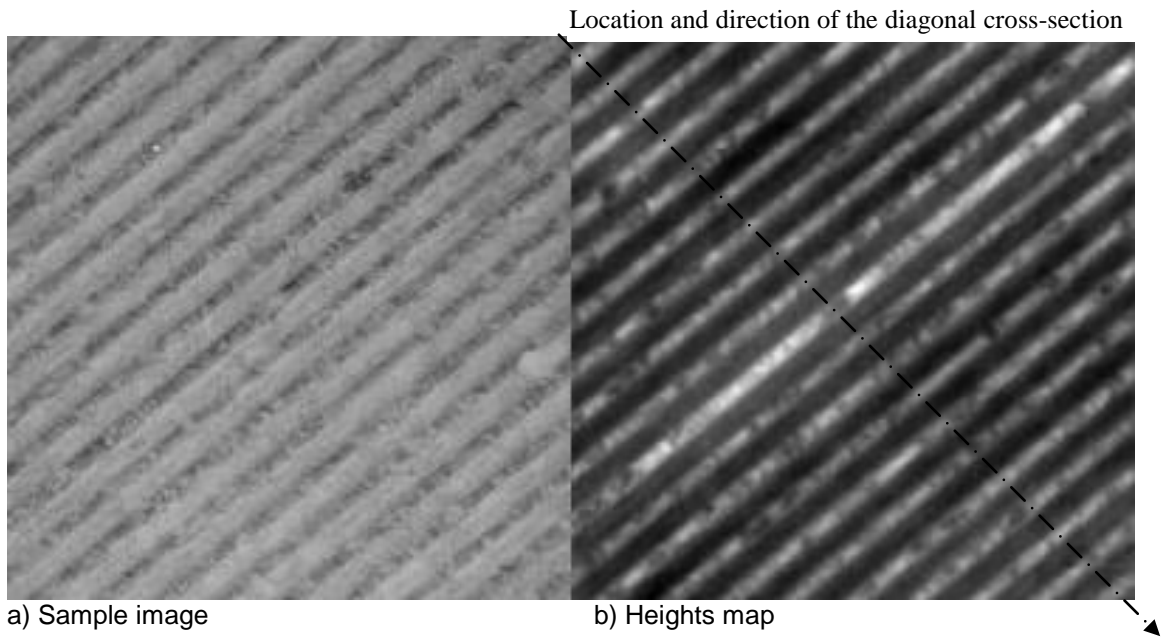 Location and direction of the diagonal cross-section
a) Sample image
b) Heights map